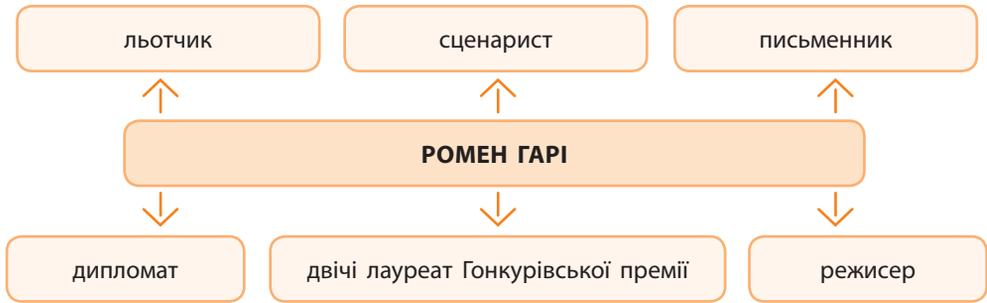 льотчик
сценарист
письменник
РОМЕН ГАРІ
дипломат
двічі лауреат Гонкурівської премії
режисер